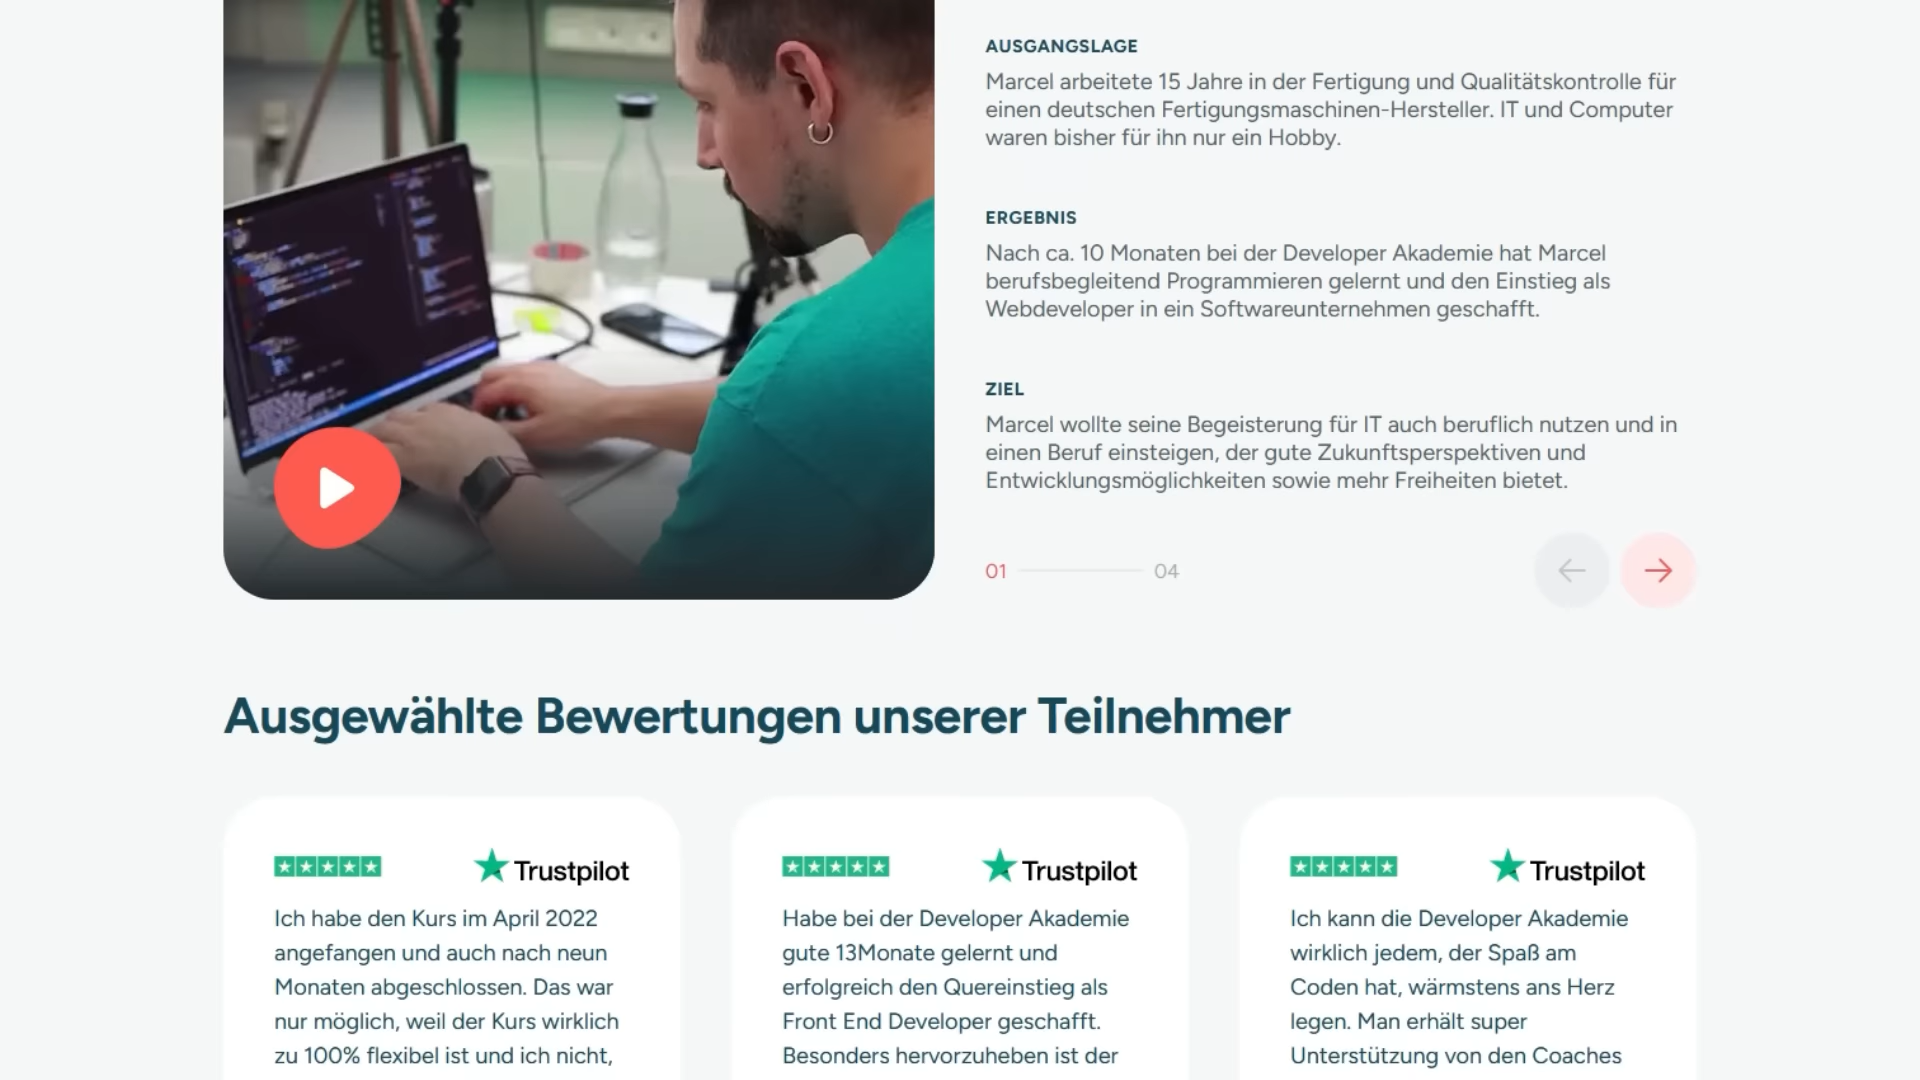 AUSGANGSLAGE
Marcel arbeitete 15 Jahre in der Fertigung und Qualitätskontrolle für
einen deutschen Fertigungsmaschinen-Hersteller. IT und Computer
waren bisher für ihn nur ein Hobby.
ERGEBNIS
Nach ca. 10 Monaten bei der Developer Akademie hat Marcel
berufsbegleitend Programmieren gelernt und den Einstieg als
Webdeveloper in ein Softwareunternehmen geschafft.
ZIEL
Marcel wollte seine Begeisterung für IT auch beruflich nutzen und in
einen Beruf einsteigen, der gute Zukunftsperspektiven und
Entwicklungsmöglichkeiten sowie mehr Freiheiten bietet.
01 04
Ausgewählte Bewertungen unserer Teilnehmer
Trustpilot
Ich habe den Kurs im April 2022
angefangen und auch nach neun
Monaten abgeschlossen. Das war
nur möglich, weil der Kurs wirklich
zu 100% flexibel ist und ich nicht,
Trustpilot
Habe bei der Developer Akademie
gute 13Monate gelernt und
erfolgreich den Quereinstieg als
Front End Developer geschafft.
Besonders hervorzuheben ist der
Trustpilot
Ich kann die Developer Akademie
wirklich jedem, der Spaß am
Coden hat, wärmstens ans Herz
legen. Man erhält super
Unterstützung von den Coaches